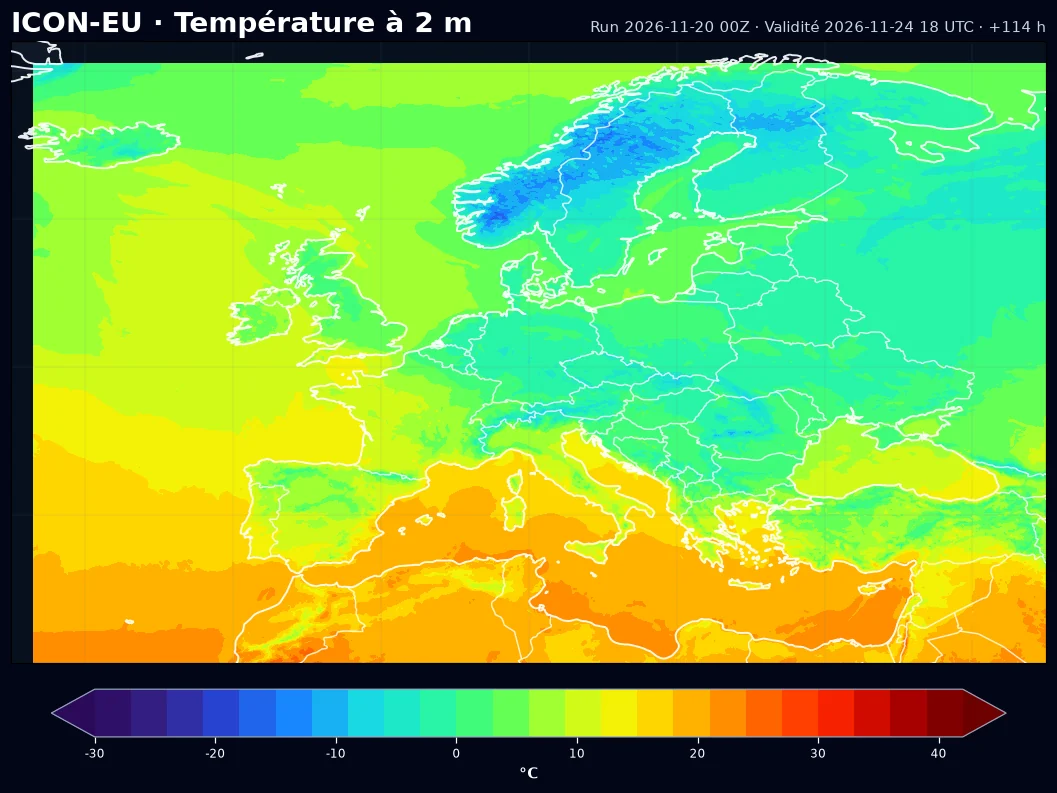 ICON-EU · Température à 2 m
Run 2026-11-20 00Z · Validité 2026-11-24 18 UTC · +114 h
-30 -20 -10 0 10 20 30 40
°C